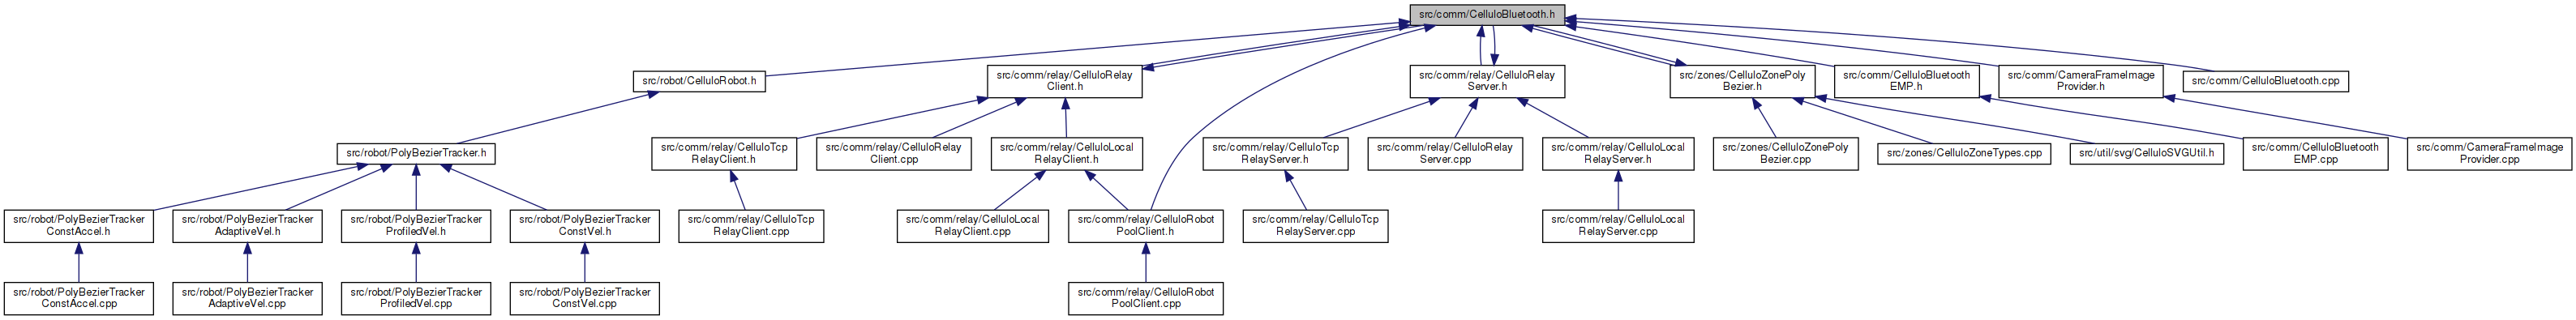 src/comm/CelluloBluetooth.h
src/robot/CelluloRobot.h
src/comm/relay/CelluloRelay
Client.h
src/comm/relay/CelluloRelay
Server.h
src/zones/CelluloZonePoly
Bezier.h
src/comm/CelluloBluetooth
EMP.h
src/comm/CameraFrameImage
Provider.h
src/comm/CelluloBluetooth.cpp
src/robot/PolyBezierTracker.h
src/comm/relay/CelluloTcp
RelayClient.h
src/comm/relay/CelluloRelay
Client.cpp
src/comm/relay/CelluloLocal
RelayClient.h
src/comm/relay/CelluloTcp
RelayServer.h
src/comm/relay/CelluloRelay
Server.cpp
src/comm/relay/CelluloLocal
RelayServer.h
src/zones/CelluloZonePoly
Bezier.cpp
src/zones/CelluloZoneTypes.cpp
src/util/svg/CelluloSVGUtil.h
src/comm/CelluloBluetooth
EMP.cpp
src/comm/CameraFrameImage
Provider.cpp
src/robot/PolyBezierTracker
ConstAccel.h
src/robot/PolyBezierTracker
AdaptiveVel.h
src/robot/PolyBezierTracker
ProfiledVel.h
src/robot/PolyBezierTracker
ConstVel.h
src/comm/relay/CelluloTcp
RelayClient.cpp
src/comm/relay/CelluloLocal
RelayClient.cpp
src/comm/relay/CelluloRobot
PoolClient.h
src/comm/relay/CelluloTcp
RelayServer.cpp
src/comm/relay/CelluloLocal
RelayServer.cpp
src/robot/PolyBezierTracker
ConstAccel.cpp
src/robot/PolyBezierTracker
AdaptiveVel.cpp
src/robot/PolyBezierTracker
ProfiledVel.cpp
src/robot/PolyBezierTracker
ConstVel.cpp
src/comm/relay/CelluloRobot
PoolClient.cpp